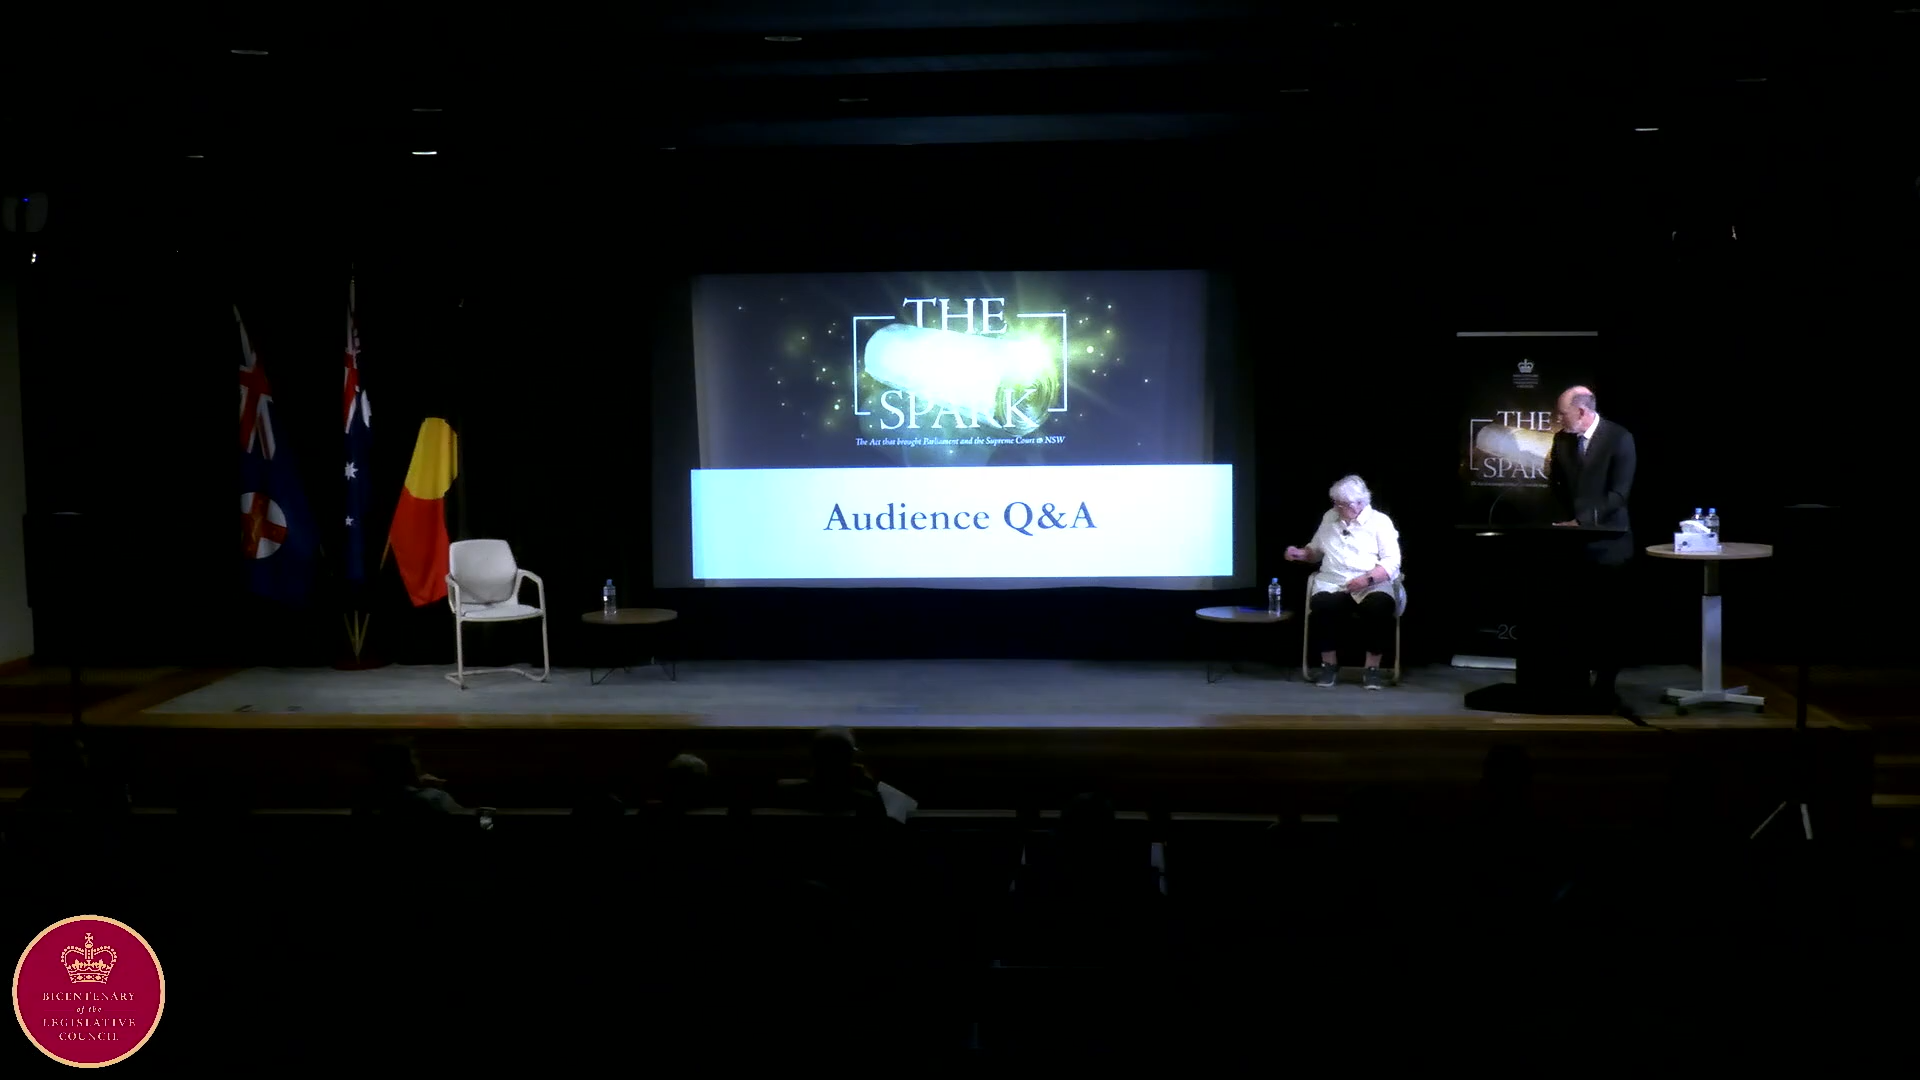 THE
SPARK
The Act that brought Parliament and the Supreme Court to NSW
Audience Q&A
THE
SPAR
BICENTENARY
of the
LEGISLATIVE
COUNCIL